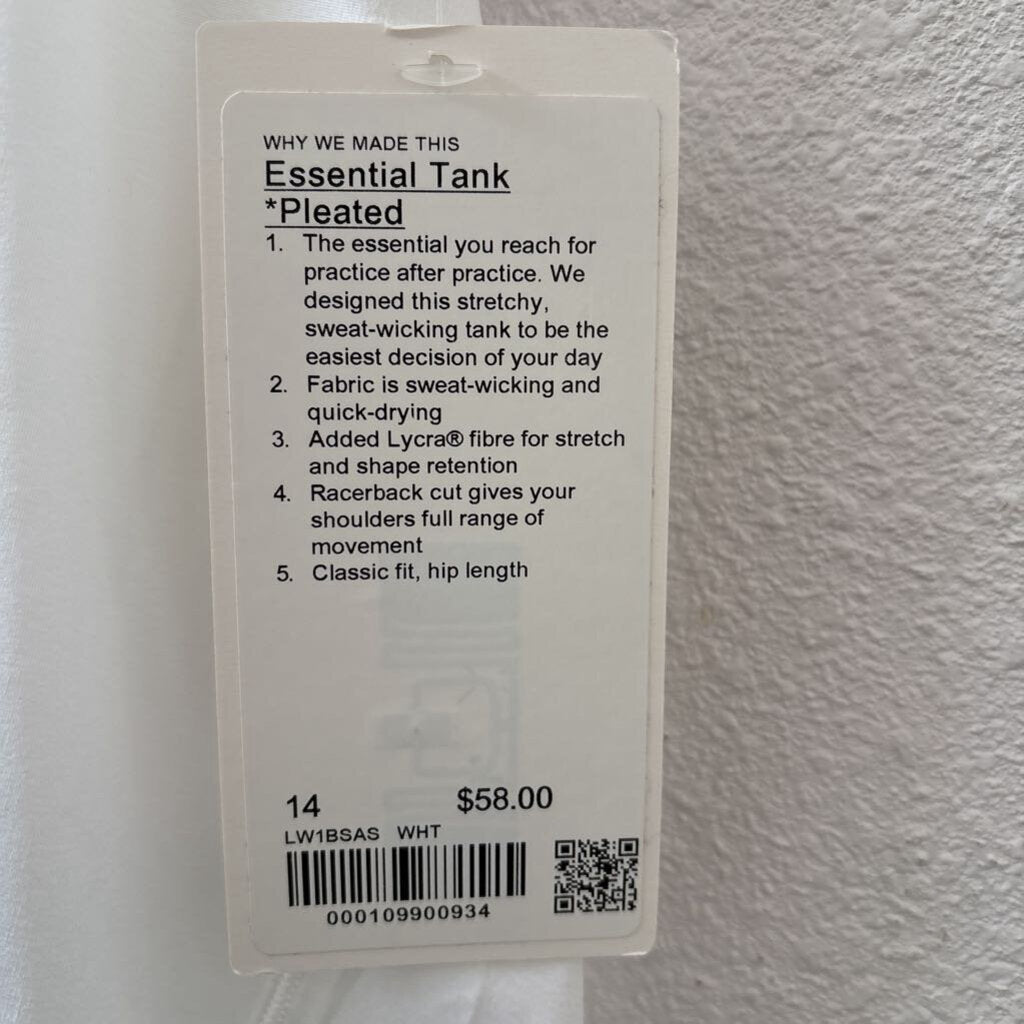 WHY WE MADE THIS
Essential Tank
*Pleated
1. The essential you reach for
practice after practice. We
designed this stretchy,
sweat-wicking tank to be the
easiest decision of your day
2. Fabric is sweat-wicking and
quick-drying
3. Added Lycra® fibre for stretch
and shape retention
4. Racerback cut gives your
shoulders full range of
movement
5. Classic fit, hip length
14 $58.00
LW1BSAS WHT
000109900934